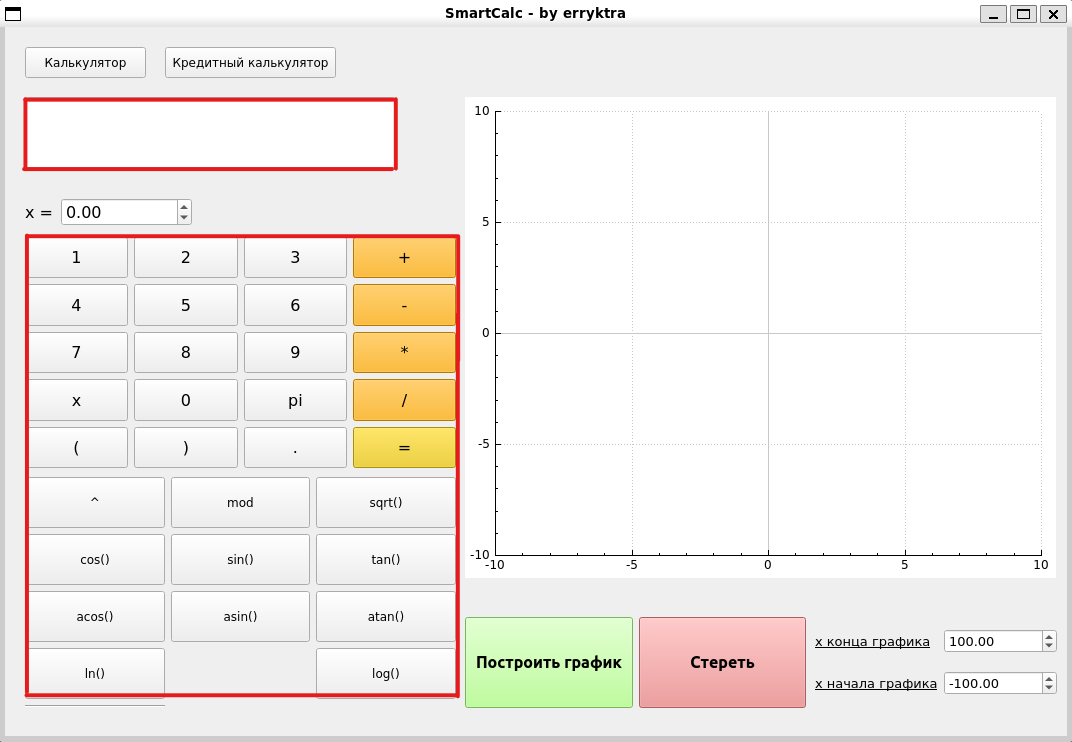 SmartCalc - by erryktra
Калькулятор Кредитный калькулятор
x = 0.00
1 2 3 +
4 5 6 -
7 8 9 *
x 0 pi /
( ) . =
^ mod sqrt()
cos() sin() tan()
acos() asin() atan()
ln() log()
10
5
0
-5
-10
-10 -5 0 5 10
Построить график
Стереть
x конца графика 100.00
x начала графика -100.00